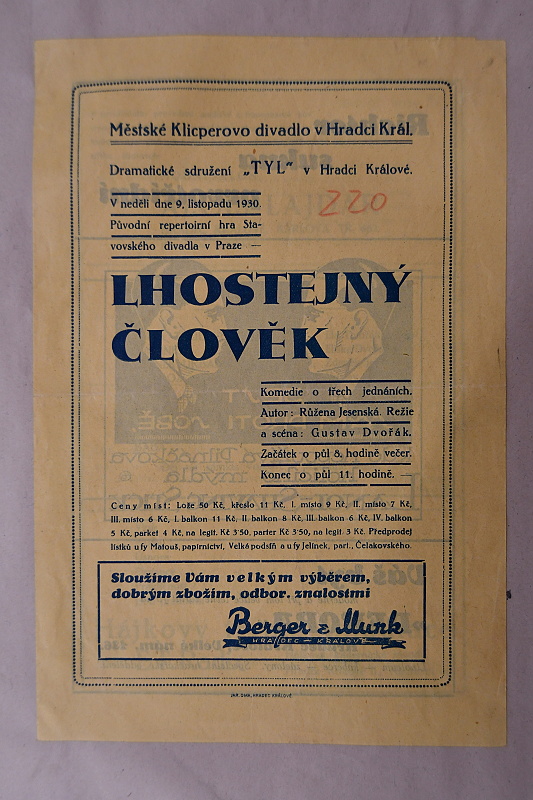 Městské Klicperovo divadlo v Hradci Král.
Dramatické sdružení „TYL“ v Hradci Králové.
V neděli dne 9. listopadu 1930.
220
Původní repertoirní hra Sta-
vovského divadla v Praze —
LHOSTEJNÝ
ČLOVĚK
Komedie o třech jednáních.
Autor: Růžena Jesenská. Režie
a scéna: Gustav Dvořák.
Začátek o půl 8. hodině večer.
Konec o půl 11. hodině. —
Ceny míst: Lože 50 Kč, křeslo 11 Kč, I. místo 9 Kč, II. místo 7 Kč,
III. místo 6 Kč, I. balkon 11 Kč, II. balkon 8 Kč, III. balkon 6 Kč, IV. balkon
5 Kč, parket 4 Kč, na legit. Kč 3·50, parter Kč 3·50, na legit. 3 Kč. Předprodej
lístků u fy Matouš, papírnictví, Velké podsíň a u fy Jelínek, parf., Čelakovského.
Sloužíme Vám velkým výběrem,
dobrým zbožím, odbor. znalostmi
Berger & Munk
HRADEC-KRÁLOVÉ